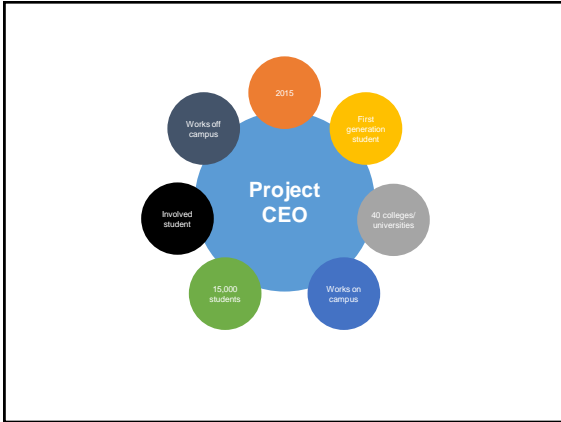 2015
First
generation
student
40 colleges/
universities
Works on
campus
15,000
students
Involved
student
Works off
campus
Project
CEO